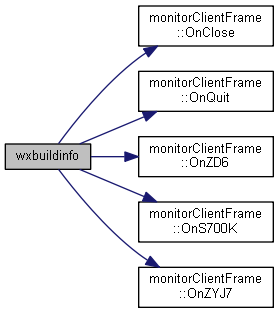 monitorClientFrame
::OnClose
monitorClientFrame
::OnQuit
wxbuildinfo
monitorClientFrame
::OnZD6
monitorClientFrame
::OnS700K
monitorClientFrame
::OnZYJ7